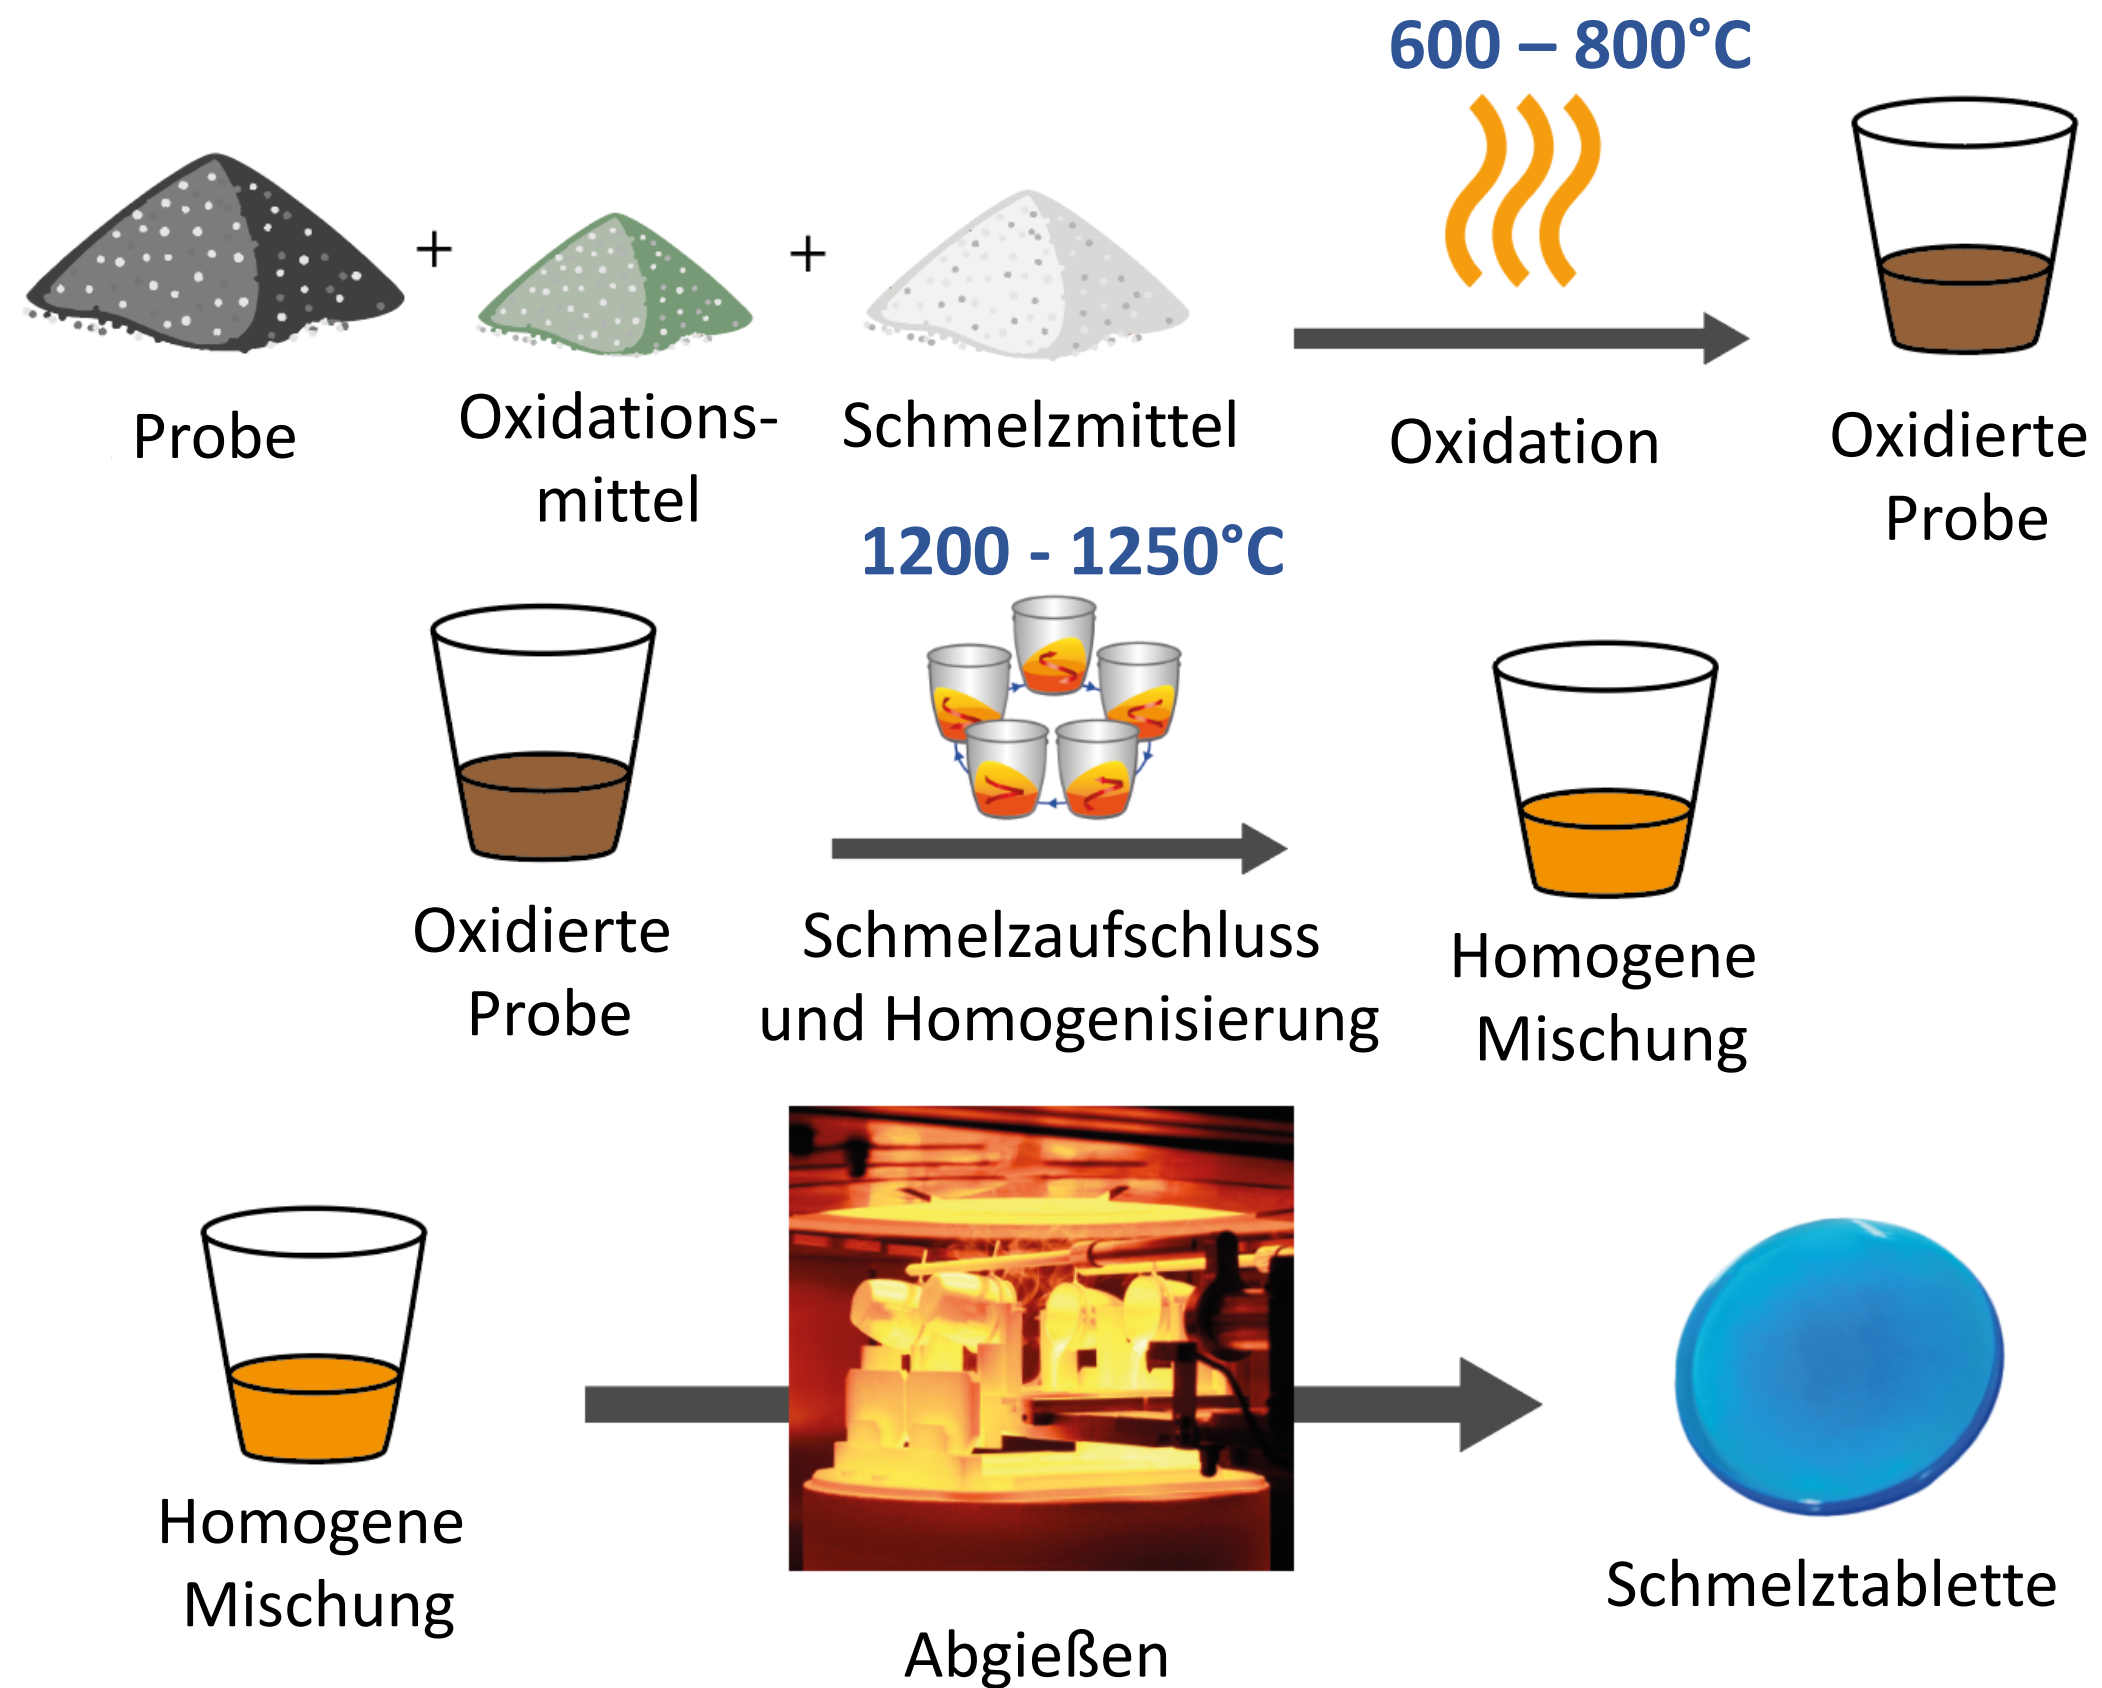 600 – 800°C
+
+
Probe
Oxidations-
mittel
Schmelzmittel
Oxidation
Oxidierte
Probe
1200 - 1250°C
Oxidierte
Probe
Schmelzaufschluss
und Homogenisierung
Homogene
Mischung
Homogene
Mischung
Abgießen
Schmelztablette